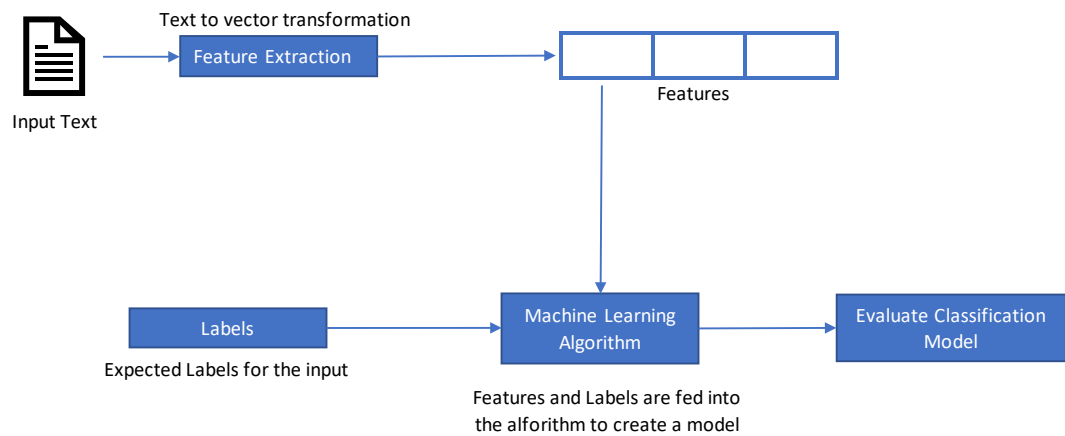 Text to vector transformation
Feature Extraction
Input Text
Features
Labels
Expected Labels for the input
Machine Learning
Algorithm
Features and Labels are fed into
the alforithm to create a model
Evaluate Classification
Model